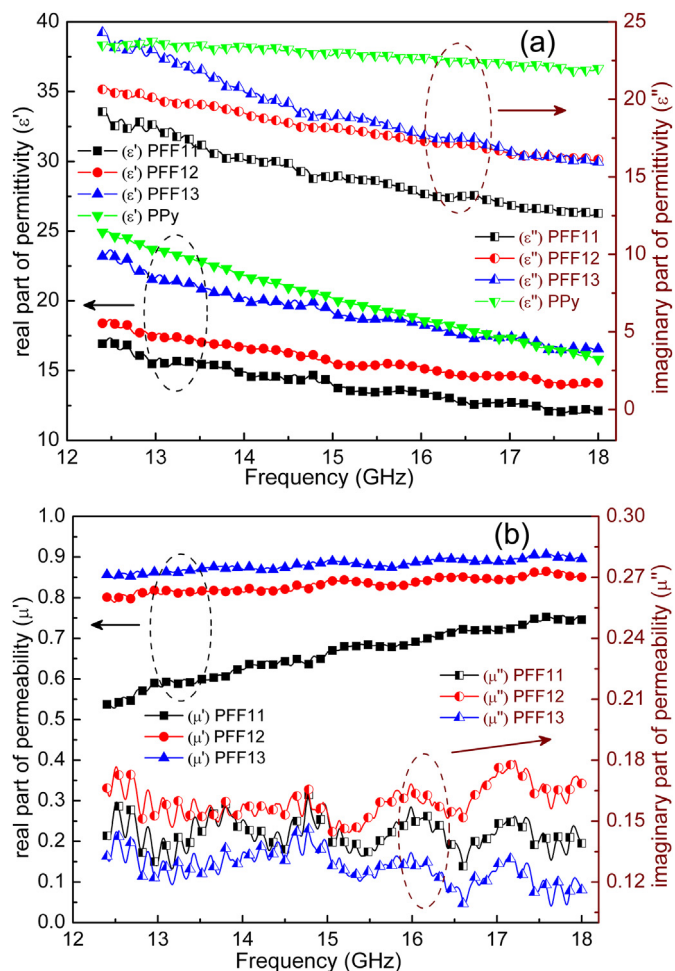 (a)
real part of permittivity (ε')
imaginary part of permittivity (ε")
40
35
30
25
20
15
10
25
20
15
10
5
0
(ε') PFF11
(ε') PFF12
(ε') PFF13
(ε') PPy
(ε") PFF11
(ε") PFF12
(ε") PFF13
(ε") PPy
12 13 14 15 16 17 18
Frequency (GHz)
(b)
real part of permeability (μ')
imaginary part of permeability (μ")
1.0
0.9
0.8
0.7
0.6
0.5
0.4
0.3
0.2
0.1
0.0
0.30
0.27
0.24
0.21
0.18
0.15
0.12
(μ') PFF11
(μ') PFF12
(μ') PFF13
(μ") PFF11
(μ") PFF12
(μ") PFF13
12 13 14 15 16 17 18
Frequency (GHz)